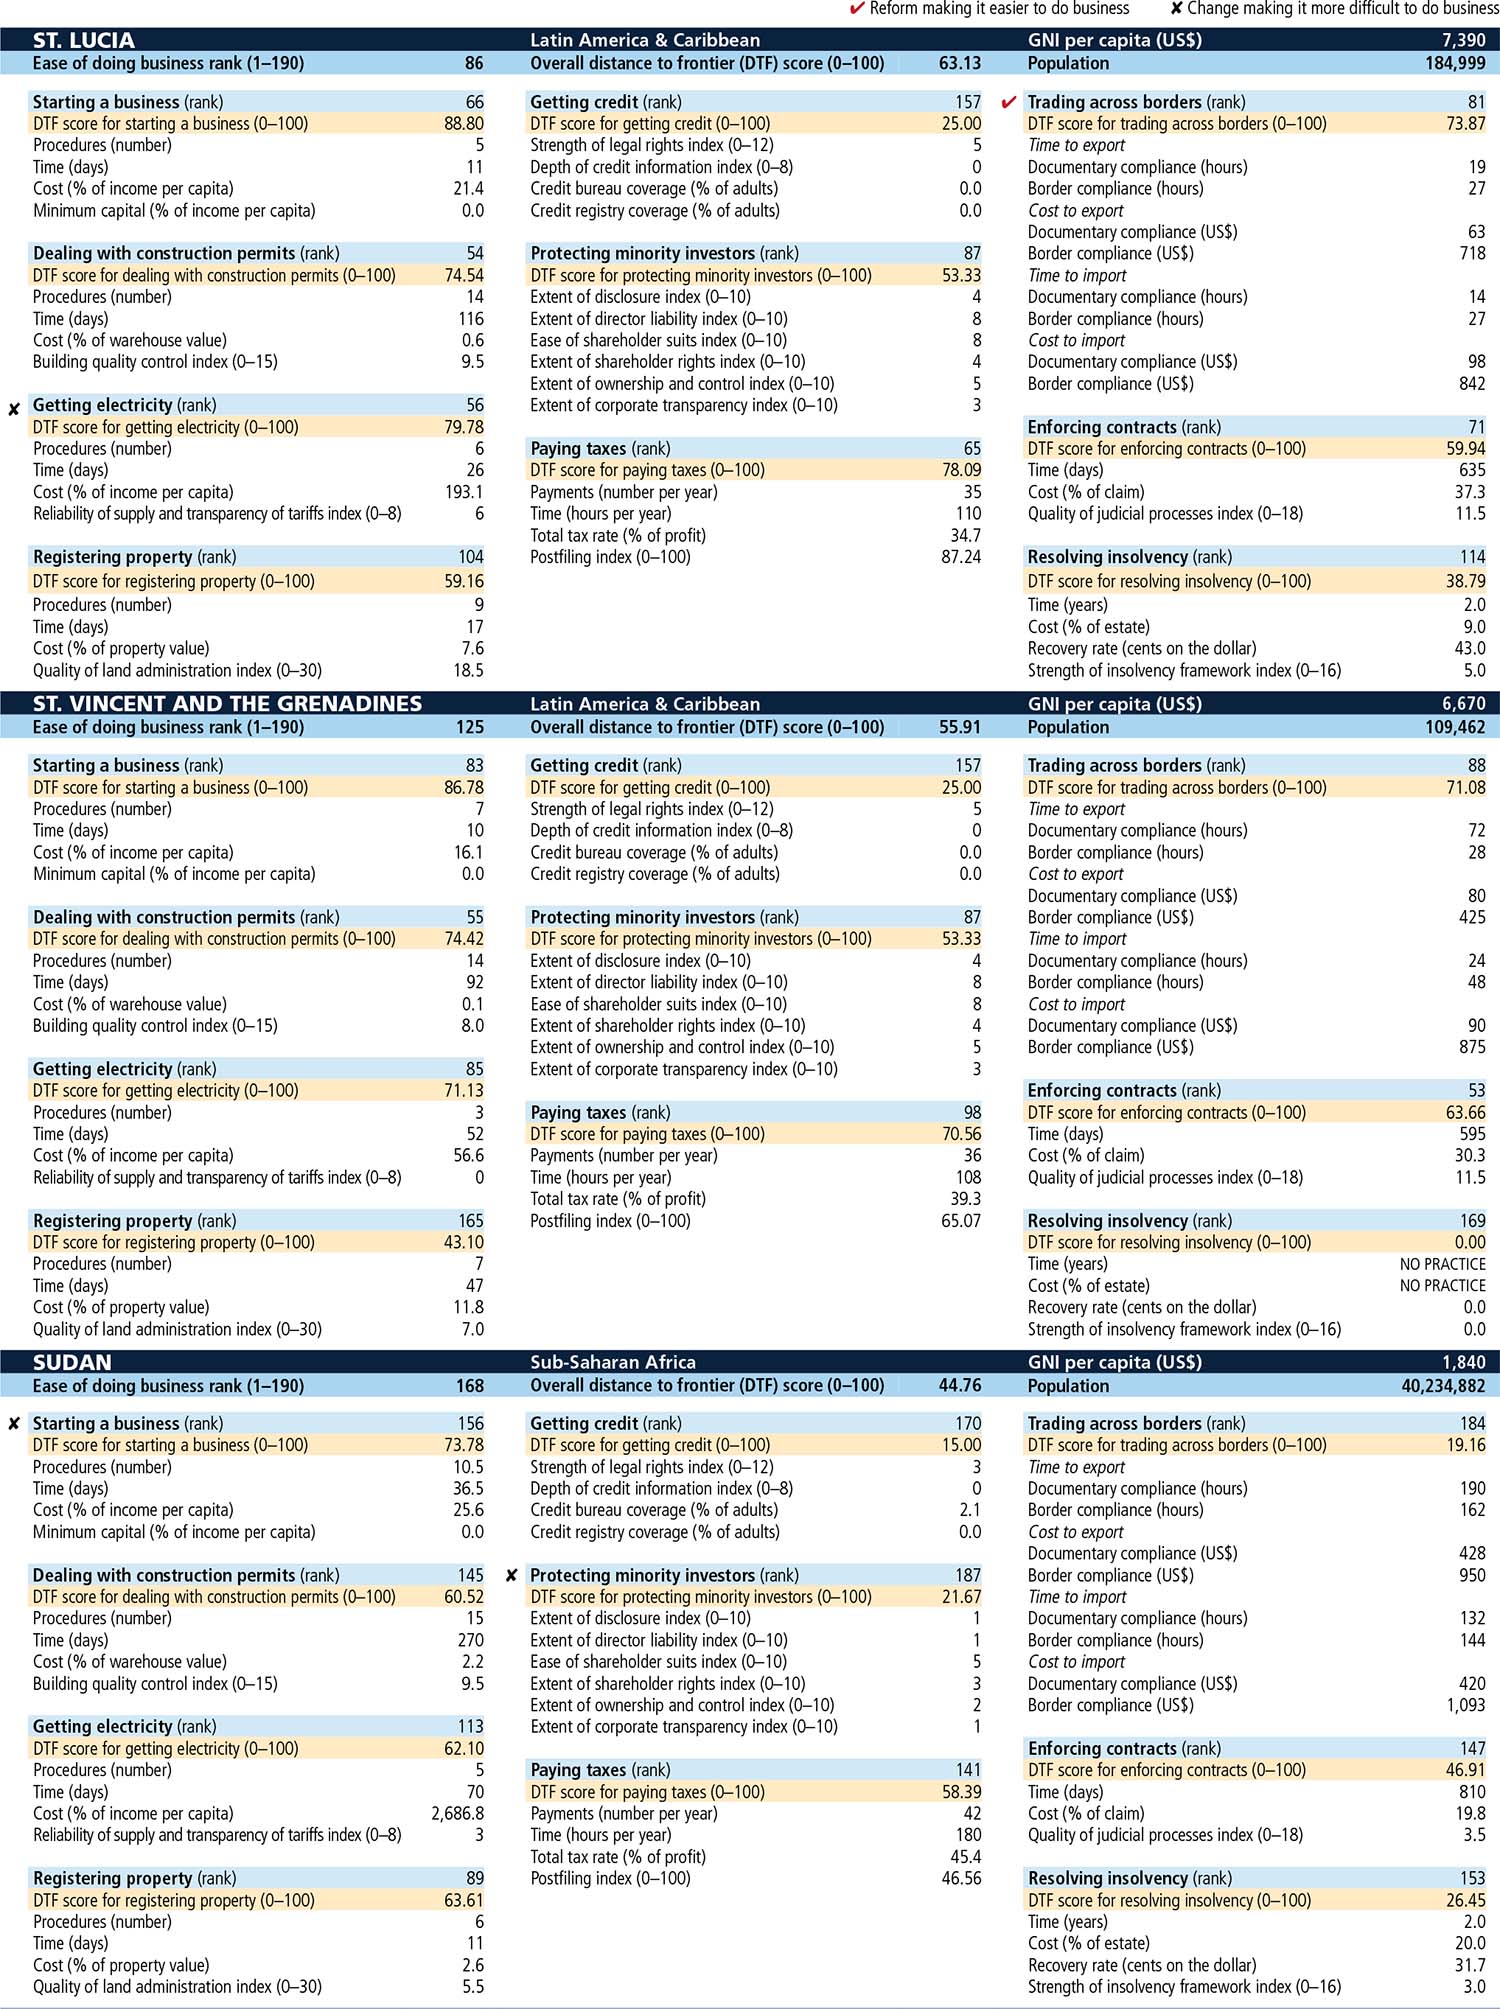 ✔ Reform making it easier to do business ✘ Change making it more difficult to do business
ST. LUCIA Latin America & Caribbean GNI per capita (US$) 7,390
Ease of doing business rank (1–190) 86 Overall distance to frontier (DTF) score (0–100) 63.13 Population 184,999
Starting a business (rank) 66
DTF score for starting a business (0–100) 88.80
Procedures (number) 5
Time (days) 11
Cost (% of income per capita) 21.4
Minimum capital (% of income per capita) 0.0
Dealing with construction permits (rank) 54
DTF score for dealing with construction permits (0–100) 74.54
Procedures (number) 14
Time (days) 116
Cost (% of warehouse value) 0.6
Building quality control index (0–15) 9.5
✘ Getting electricity (rank) 56
DTF score for getting electricity (0–100) 79.78
Procedures (number) 6
Time (days) 26
Cost (% of income per capita) 193.1
Reliability of supply and transparency of tariffs index (0–8) 6
Registering property (rank) 104
DTF score for registering property (0–100) 59.16
Procedures (number) 9
Time (days) 17
Cost (% of property value) 7.6
Quality of land administration index (0–30) 18.5
Getting credit (rank) 157
DTF score for getting credit (0–100) 25.00
Strength of legal rights index (0–12) 5
Depth of credit information index (0–8) 0
Credit bureau coverage (% of adults) 0.0
Credit registry coverage (% of adults) 0.0
Protecting minority investors (rank) 87
DTF score for protecting minority investors (0–100) 53.33
Extent of disclosure index (0–10) 4
Extent of director liability index (0–10) 8
Ease of shareholder suits index (0–10) 8
Extent of shareholder rights index (0–10) 4
Extent of ownership and control index (0–10) 5
Extent of corporate transparency index (0–10) 3
Paying taxes (rank) 65
DTF score for paying taxes (0–100) 78.09
Payments (number per year) 35
Time (hours per year) 110
Total tax rate (% of profit) 34.7
Postfiling index (0–100) 87.24
✔ Trading across borders (rank) 81
DTF score for trading across borders (0–100) 73.87
Time to export
Documentary compliance (hours) 19
Border compliance (hours) 27
Cost to export
Documentary compliance (US$) 63
Border compliance (US$) 718
Time to import
Documentary compliance (hours) 14
Border compliance (hours) 27
Cost to import
Documentary compliance (US$) 98
Border compliance (US$) 842
Enforcing contracts (rank) 71
DTF score for enforcing contracts (0–100) 59.94
Time (days) 635
Cost (% of claim) 37.3
Quality of judicial processes index (0–18) 11.5
Resolving insolvency (rank) 114
DTF score for resolving insolvency (0–100) 38.79
Time (years) 2.0
Cost (% of estate) 9.0
Recovery rate (cents on the dollar) 43.0
Strength of insolvency framework index (0–16) 5.0
ST. VINCENT AND THE GRENADINES Latin America & Caribbean GNI per capita (US$) 6,670
Ease of doing business rank (1–190) 125 Overall distance to frontier (DTF) score (0–100) 55.91 Population 109,462
Starting a business (rank) 83
DTF score for starting a business (0–100) 86.78
Procedures (number) 7
Time (days) 10
Cost (% of income per capita) 16.1
Minimum capital (% of income per capita) 0.0
Dealing with construction permits (rank) 55
DTF score for dealing with construction permits (0–100) 74.42
Procedures (number) 14
Time (days) 92
Cost (% of warehouse value) 0.1
Building quality control index (0–15) 8.0
Getting electricity (rank) 85
DTF score for getting electricity (0–100) 71.13
Procedures (number) 3
Time (days) 52
Cost (% of income per capita) 56.6
Reliability of supply and transparency of tariffs index (0–8) 0
Registering property (rank) 165
DTF score for registering property (0–100) 43.10
Procedures (number) 7
Time (days) 47
Cost (% of property value) 11.8
Quality of land administration index (0–30) 7.0
Getting credit (rank) 157
DTF score for getting credit (0–100) 25.00
Strength of legal rights index (0–12) 5
Depth of credit information index (0–8) 0
Credit bureau coverage (% of adults) 0.0
Credit registry coverage (% of adults) 0.0
Protecting minority investors (rank) 87
DTF score for protecting minority investors (0–100) 53.33
Extent of disclosure index (0–10) 4
Extent of director liability index (0–10) 8
Ease of shareholder suits index (0–10) 8
Extent of shareholder rights index (0–10) 4
Extent of ownership and control index (0–10) 5
Extent of corporate transparency index (0–10) 3
Paying taxes (rank) 98
DTF score for paying taxes (0–100) 70.56
Payments (number per year) 36
Time (hours per year) 108
Total tax rate (% of profit) 39.3
Postfiling index (0–100) 65.07
Trading across borders (rank) 88
DTF score for trading across borders (0–100) 71.08
Time to export
Documentary compliance (hours) 72
Border compliance (hours) 28
Cost to export
Documentary compliance (US$) 80
Border compliance (US$) 425
Time to import
Documentary compliance (hours) 24
Border compliance (hours) 48
Cost to import
Documentary compliance (US$) 90
Border compliance (US$) 875
Enforcing contracts (rank) 53
DTF score for enforcing contracts (0–100) 63.66
Time (days) 595
Cost (% of claim) 30.3
Quality of judicial processes index (0–18) 11.5
Resolving insolvency (rank) 169
DTF score for resolving insolvency (0–100) 0.00
Time (years) NO PRACTICE
Cost (% of estate) NO PRACTICE
Recovery rate (cents on the dollar) 0.0
Strength of insolvency framework index (0–16) 0.0
SUDAN Sub-Saharan Africa GNI per capita (US$) 1,840
Ease of doing business rank (1–190) 168 Overall distance to frontier (DTF) score (0–100) 44.76 Population 40,234,882
✘ Starting a business (rank) 156
DTF score for starting a business (0–100) 73.78
Procedures (number) 10.5
Time (days) 36.5
Cost (% of income per capita) 25.6
Minimum capital (% of income per capita) 0.0
Dealing with construction permits (rank) 145
DTF score for dealing with construction permits (0–100) 60.52
Procedures (number) 15
Time (days) 270
Cost (% of warehouse value) 2.2
Building quality control index (0–15) 9.5
Getting electricity (rank) 113
DTF score for getting electricity (0–100) 62.10
Procedures (number) 5
Time (days) 70
Cost (% of income per capita) 2,686.8
Reliability of supply and transparency of tariffs index (0–8) 3
Registering property (rank) 89
DTF score for registering property (0–100) 63.61
Procedures (number) 6
Time (days) 11
Cost (% of property value) 2.6
Quality of land administration index (0–30) 5.5
Getting credit (rank) 170
DTF score for getting credit (0–100) 15.00
Strength of legal rights index (0–12) 3
Depth of credit information index (0–8) 0
Credit bureau coverage (% of adults) 2.1
Credit registry coverage (% of adults) 0.0
✘ Protecting minority investors (rank) 187
DTF score for protecting minority investors (0–100) 21.67
Extent of disclosure index (0–10) 1
Extent of director liability index (0–10) 1
Ease of shareholder suits index (0–10) 5
Extent of shareholder rights index (0–10) 3
Extent of ownership and control index (0–10) 2
Extent of corporate transparency index (0–10) 1
Paying taxes (rank) 141
DTF score for paying taxes (0–100) 58.39
Payments (number per year) 42
Time (hours per year) 180
Total tax rate (% of profit) 45.4
Postfiling index (0–100) 46.56
Trading across borders (rank) 184
DTF score for trading across borders (0–100) 19.16
Time to export
Documentary compliance (hours) 190
Border compliance (hours) 162
Cost to export
Documentary compliance (US$) 428
Border compliance (US$) 950
Time to import
Documentary compliance (hours) 132
Border compliance (hours) 144
Cost to import
Documentary compliance (US$) 420
Border compliance (US$) 1,093
Enforcing contracts (rank) 147
DTF score for enforcing contracts (0–100) 46.91
Time (days) 810
Cost (% of claim) 19.8
Quality of judicial processes index (0–18) 3.5
Resolving insolvency (rank) 153
DTF score for resolving insolvency (0–100) 26.45
Time (years) 2.0
Cost (% of estate) 20.0
Recovery rate (cents on the dollar) 31.7
Strength of insolvency framework index (0–16) 3.0